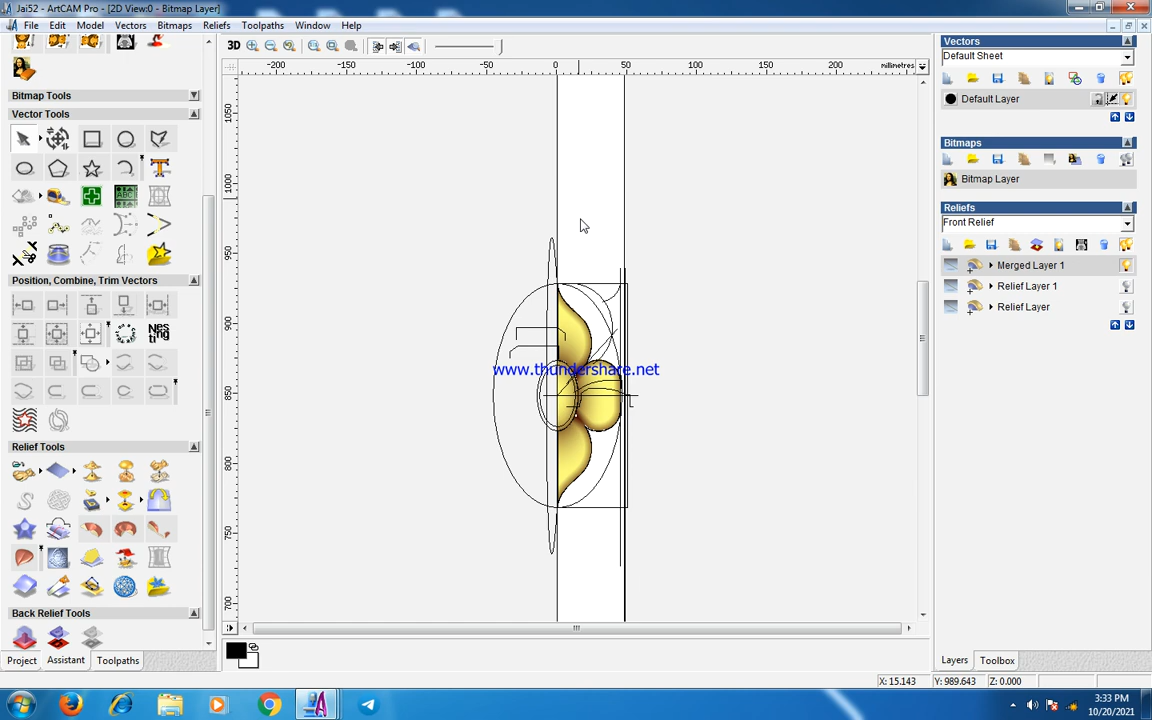 Jai52 - ArtCAM Pro - [2D View:0 - Bitmap Layer]
File Edit Model Vectors Bitmaps Reliefs Toolpaths Window Help
3D
-200 -150 -100 -50 0 50 100 150 200 millimetres
1050
1000
950
900
850
800
750
700
Bitmap Tools
Vector Tools
ABC
Position, Combine, Trim Vectors
Relief Tools
Back Relief Tools
Project Assistant Toolpaths
www.thundershare.net
Vectors
Default Sheet
Default Layer
Bitmaps
Bitmap Layer
Reliefs
Front Relief
Merged Layer 1
Relief Layer 1
Relief Layer
Layers Toolbox
X: 15.143 Y: 989.643 Z: 0.000
3:33 PM
10/20/2021